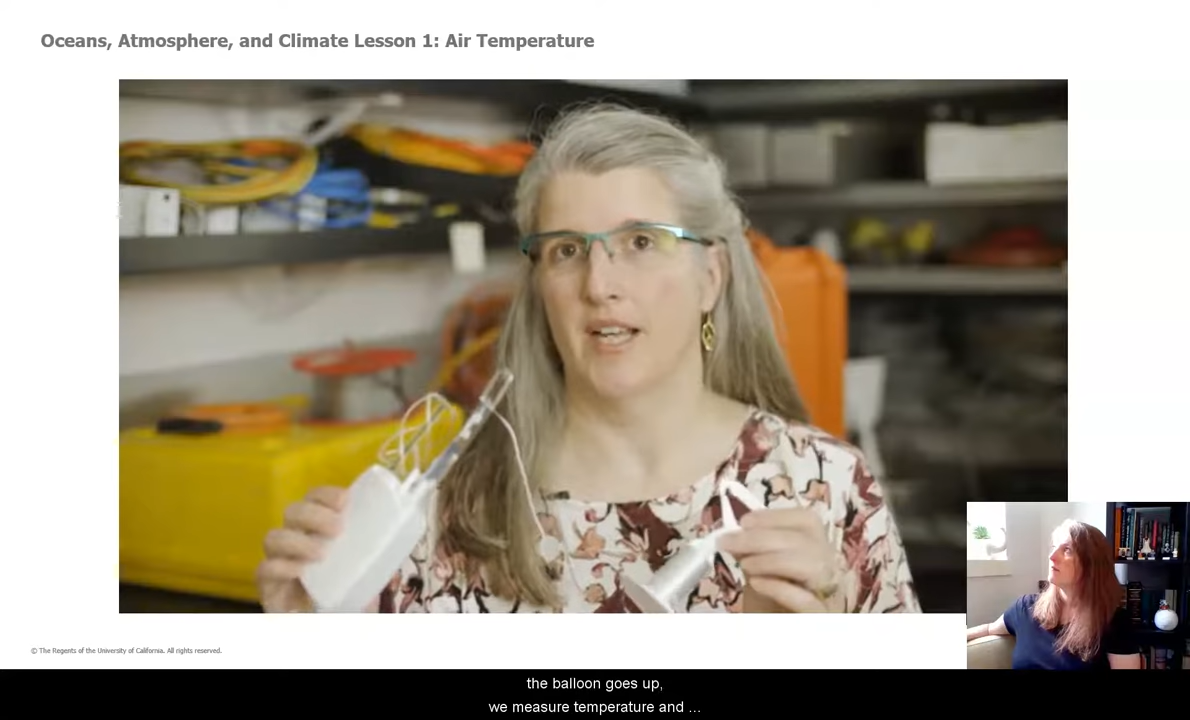 Oceans, Atmosphere, and Climate Lesson 1: Air Temperature
© The Regents of the University of California. All rights reserved.
the balloon goes up,
we measure temperature and ...